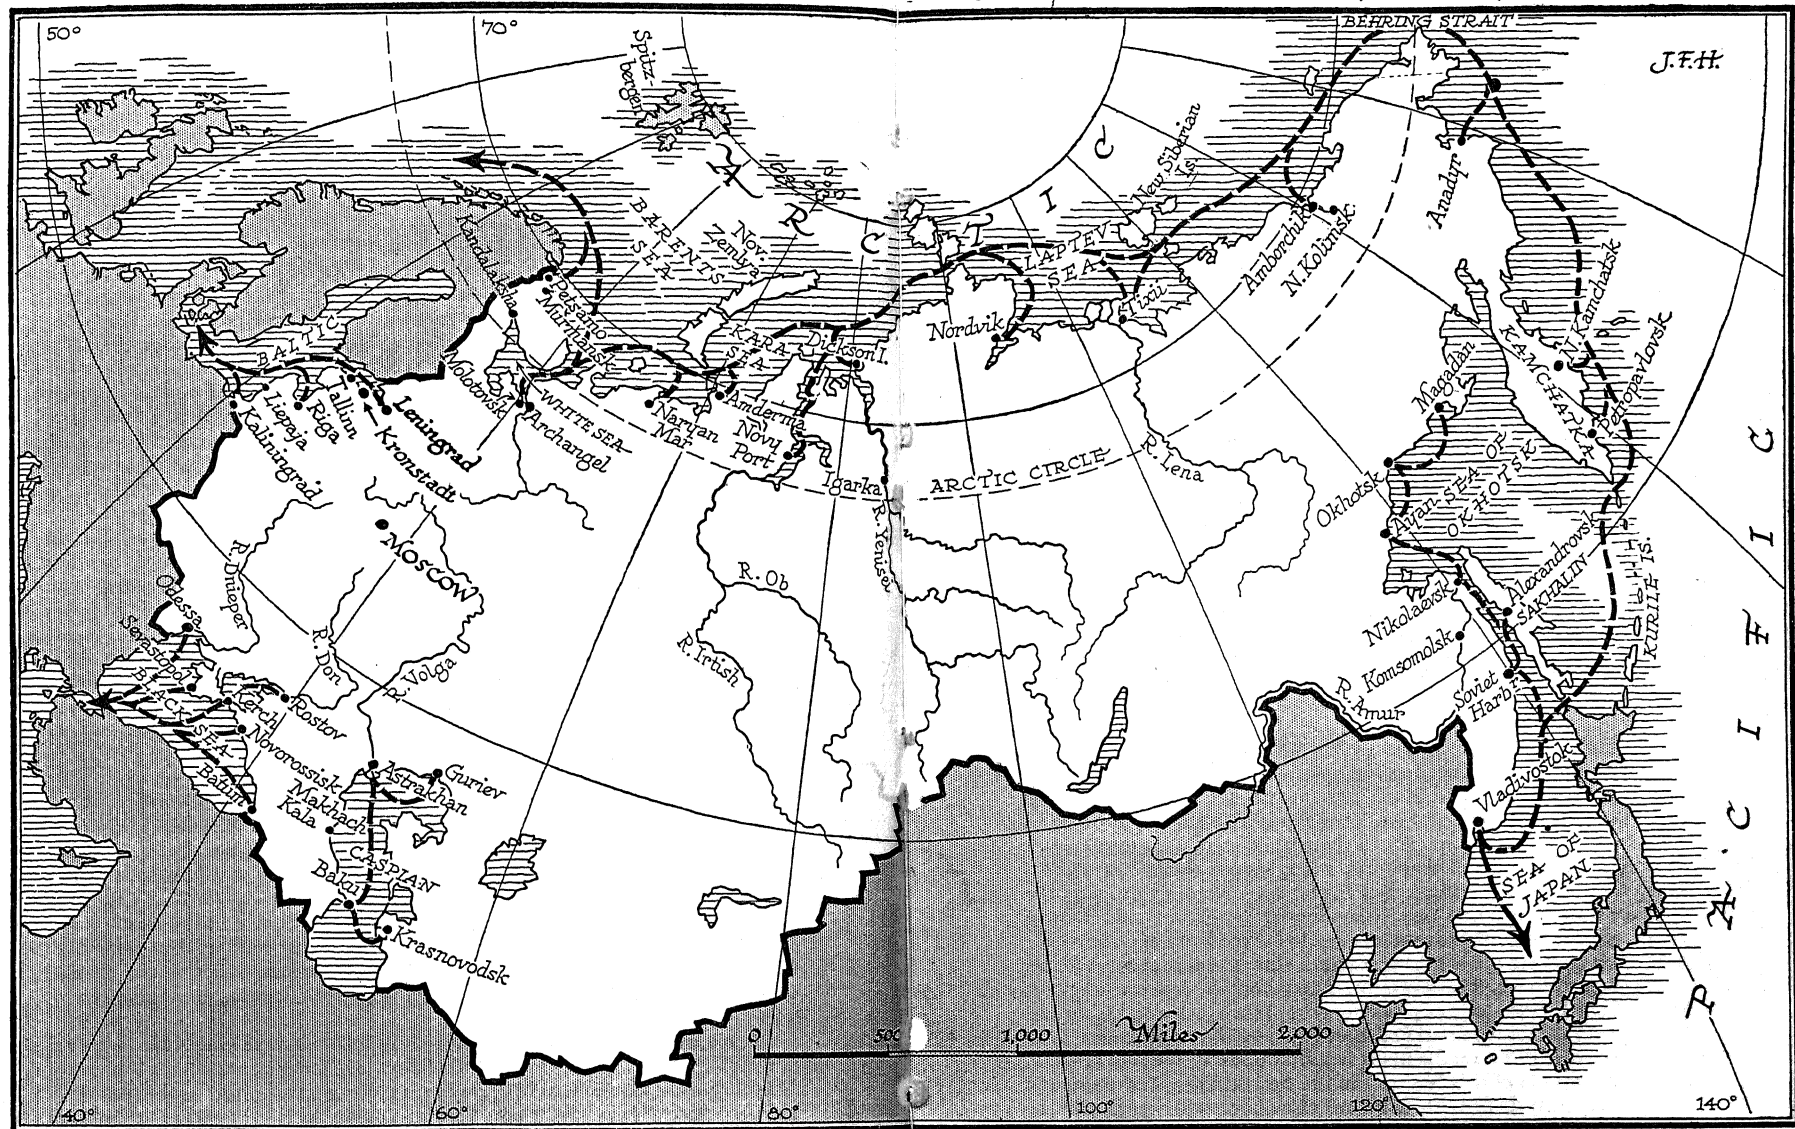 50°
70°
BEHRING STRAIT
J.F.H.
Spitz-
bergen
ARCTIC
New Siberian
Is.
Anadyr
BARENTS
SEA
Nov.
Zemlya
LAPTEV
SEA
Amborchik
N.Kolimsk
Kandalaksha
Petsamo
Murmansk
KARA
SEA
Dickson I.
Nordvik
Tixii
N.Kamchatsk
KAMCHATKA
Petropavlovsk
Magadan
BALTIC
Molotovsk
Liepaja
Riga
Tallinn
Leningrad
Kaliningrad
Kronstadt
WHITE SEA
Archangel
Naryan
Mar
Amderma
Novy
Port
Igarka
ARCTIC CIRCLE
R. Lena
Okhotsk
Ayan
SEA OF
OKHOTSK
R. Yenisei
MOSCOW
R. Dnieper
R. Ob
R. Irtish
Alexandrovsk
SAKHALIN
KURILE IS.
Nikolaevsk
Komsomolsk
Soviet
Harbr
R. Amur
Odessa
Sevastopol
BLACK
SEA
R. Don
R. Volga
Kerch
Rostov
Novorossisk
Batum
Makhach
Kala
Astrakhan
Guriev
CASPIAN
Baku
Krasnovodsk
Vladivostok
SEA OF
JAPAN
PACIFIC
0
500
1,000
Miles
2,000
40°
60°
80°
100°
120°
140°